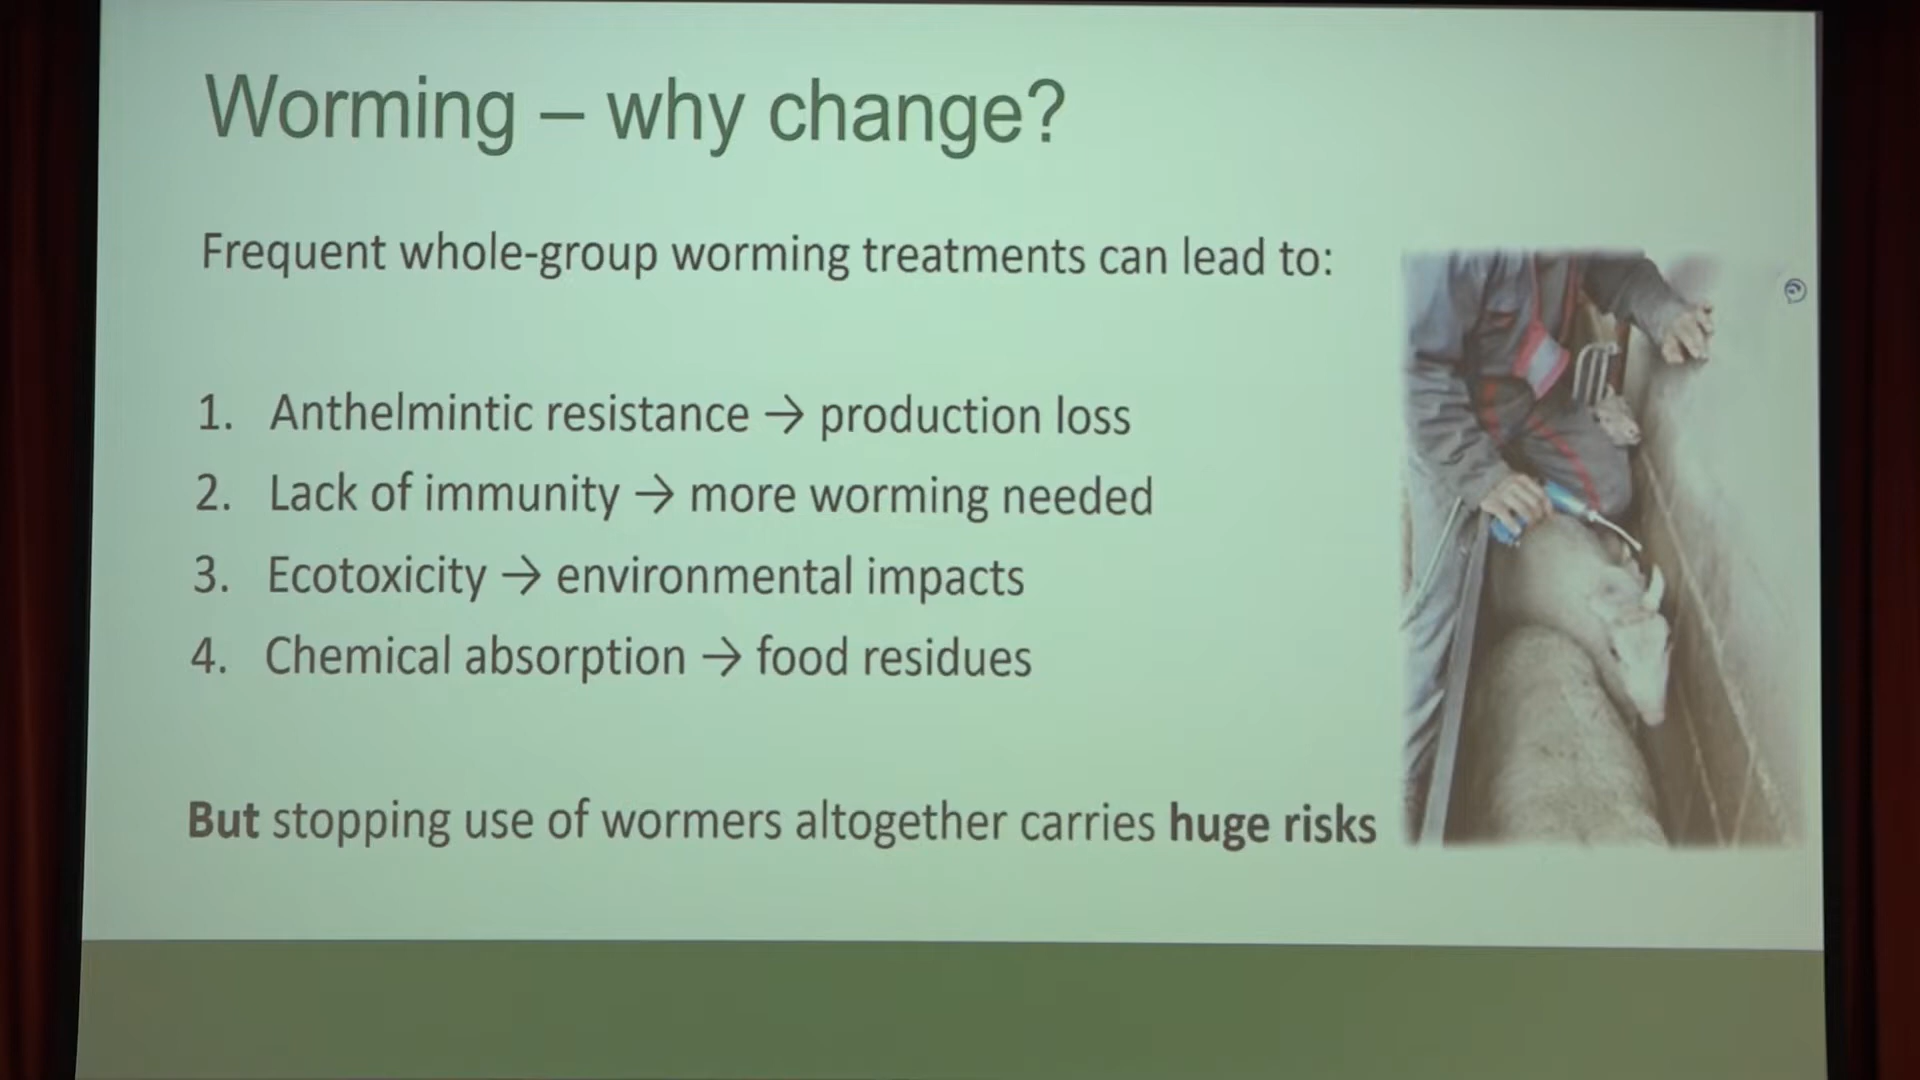 Worming – why change?
Frequent whole-group worming treatments can lead to:
1. Anthelmintic resistance → production loss
2. Lack of immunity → more worming needed
3. Ecotoxicity → environmental impacts
4. Chemical absorption → food residues
But stopping use of wormers altogether carries huge risks